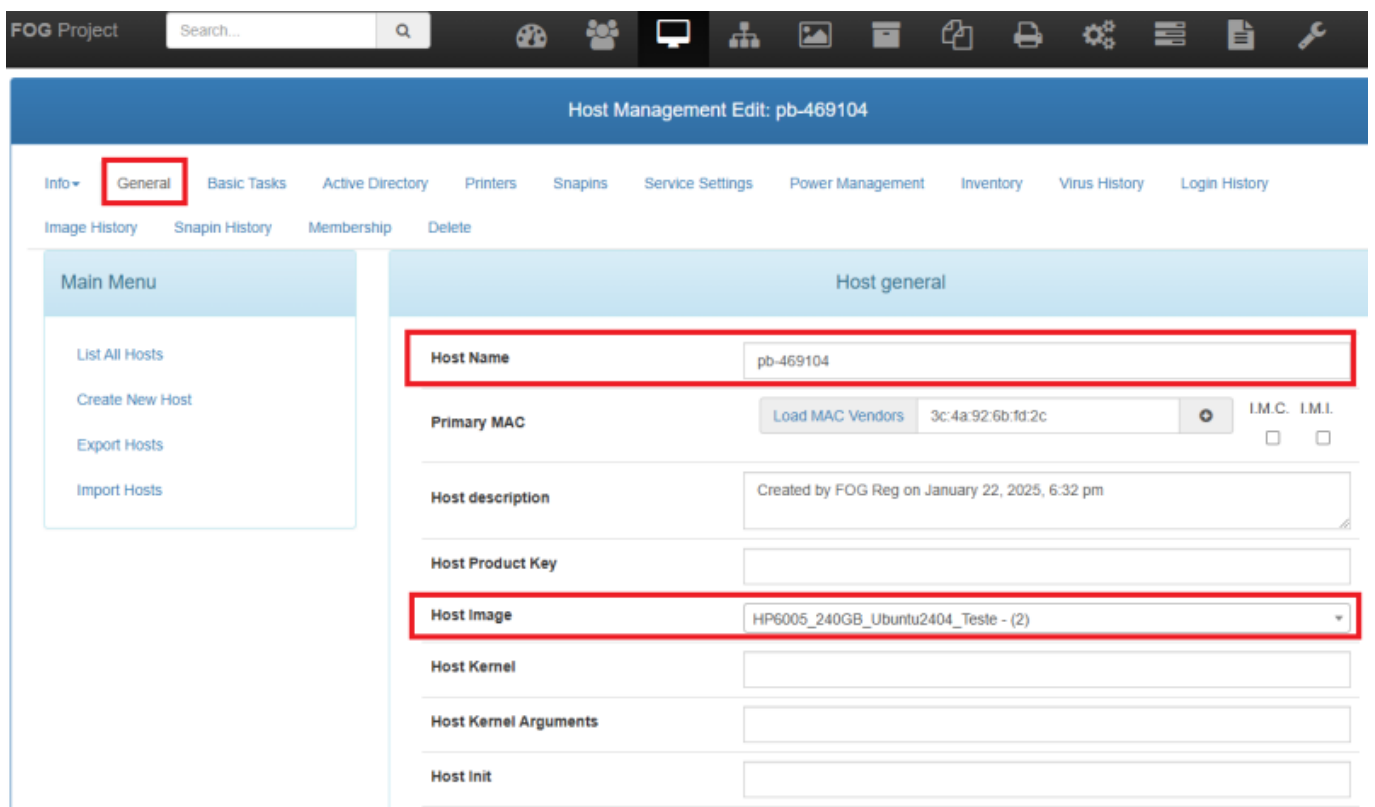 FOG Project Search...
Host Management Edit: pb-469104
Info General Basic Tasks Active Directory Printers Snapins Service Settings Power Management Inventory Virus History Login History
Image History Snapin History Membership Delete
Main Menu
List All Hosts
Create New Host
Export Hosts
Import Hosts
Host general
Host Name pb-469104
Primary MAC Load MAC Vendors 3c:4a:92:6b:fd:2c I.M.C. I.M.I.
Host description Created by FOG Reg on January 22, 2025, 6:32 pm
Host Product Key
Host Image HP6005_240GB_Ubuntu2404_Teste - (2)
Host Kernel
Host Kernel Arguments
Host Init